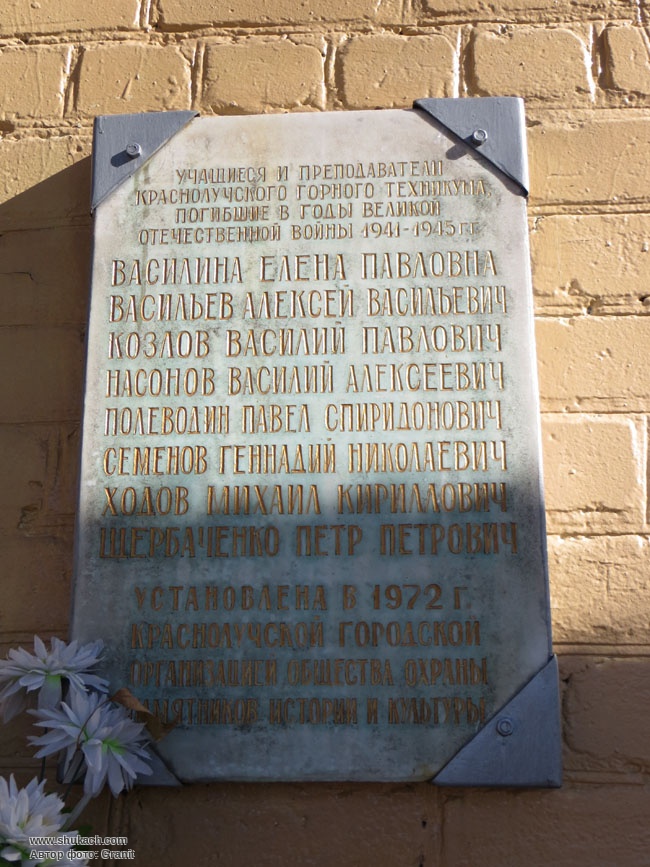 УЧАЩИЕСЯ И ПРЕПОДАВАТЕЛИ
КРАСНОЛУЧСКОГО ГОРНОГО ТЕХНИКУМА,
ПОГИБШИЕ В ГОДЫ ВЕЛИКОЙ
ОТЕЧЕСТВЕННОЙ ВОЙНЫ 1941-1945 ГГ.
ВАСИЛИНА ЕЛЕНА ПАВЛОВНА
ВАСИЛЬЕВ АЛЕКСЕЙ ВАСИЛЬЕВИЧ
КОЗЛОВ ВАСИЛИЙ ПАВЛОВИЧ
НАСОНОВ ВАСИЛИЙ АЛЕКСЕЕВИЧ
ПОЛЕВОДИН ПАВЕЛ СПИРИДОНОВИЧ
СЕМЕНОВ ГЕННАДИЙ НИКОЛАЕВИЧ
ХОДОВ МИХАИЛ КИРИЛЛОВИЧ
ЩЕРБАЧЕНКО ПЕТР ПЕТРОВИЧ
УСТАНОВЛЕНА В 1972 Г.
КРАСНОЛУЧСКОЙ ГОРОДСКОЙ
ОРГАНИЗАЦИЕЙ ОБЩЕСТВА ОХРАНЫ
ПАМЯТНИКОВ ИСТОРИИ И КУЛЬТУРЫ
www.shukach.com
Автор фото: Granit